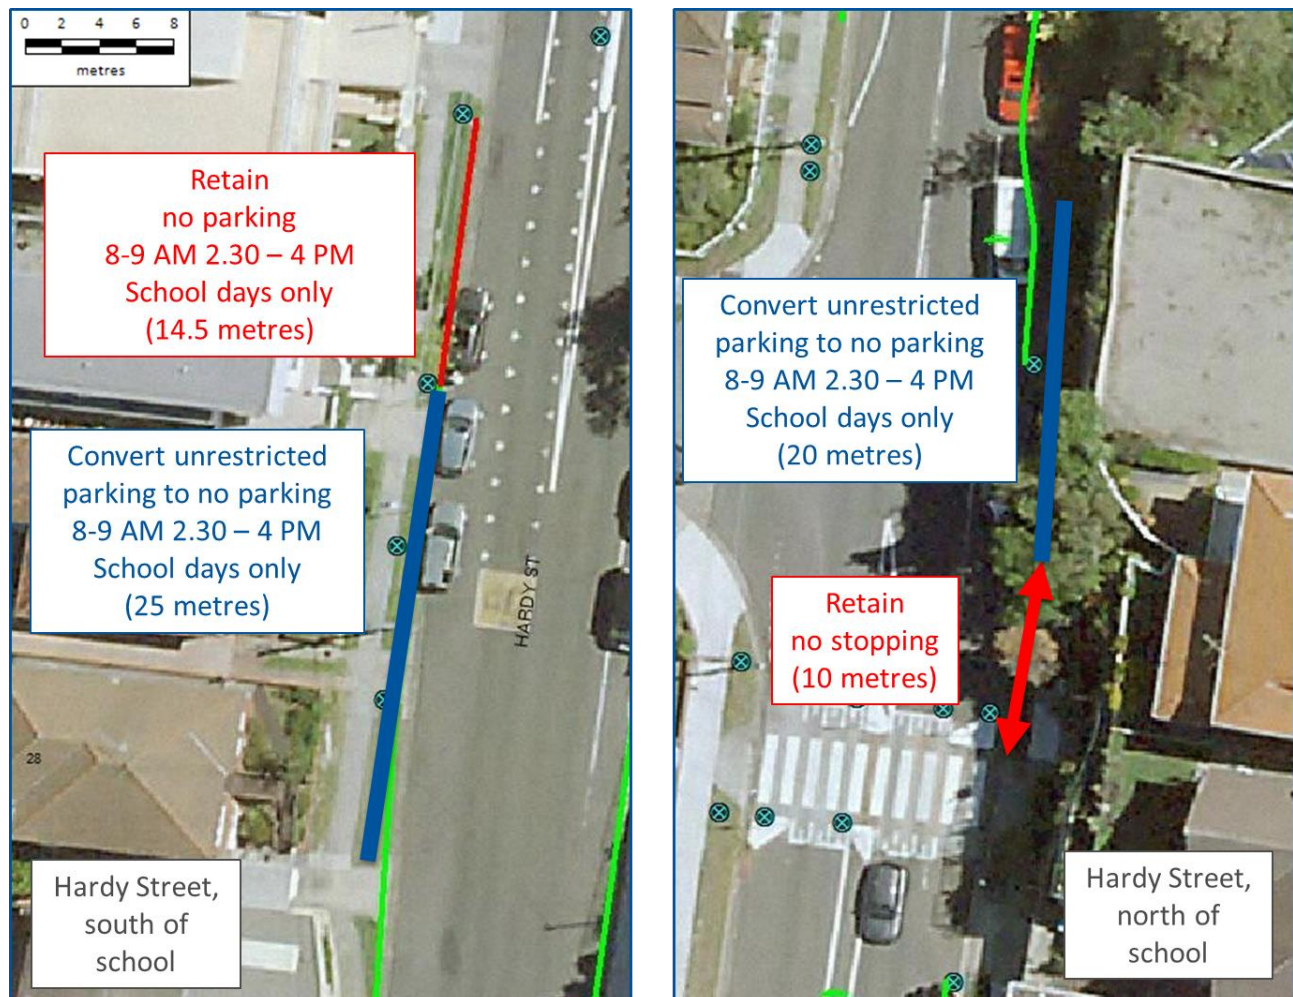 0 2 4 6 8
metres
Retain
no parking
8-9 AM 2.30 – 4 PM
School days only
(14.5 metres)
Convert unrestricted
parking to no parking
8-9 AM 2.30 – 4 PM
School days only
(25 metres)
HARDY ST
28
Hardy Street,
south of
school
Convert unrestricted
parking to no parking
8-9 AM 2.30 – 4 PM
School days only
(20 metres)
Retain
no stopping
(10 metres)
Hardy Street,
north of
school